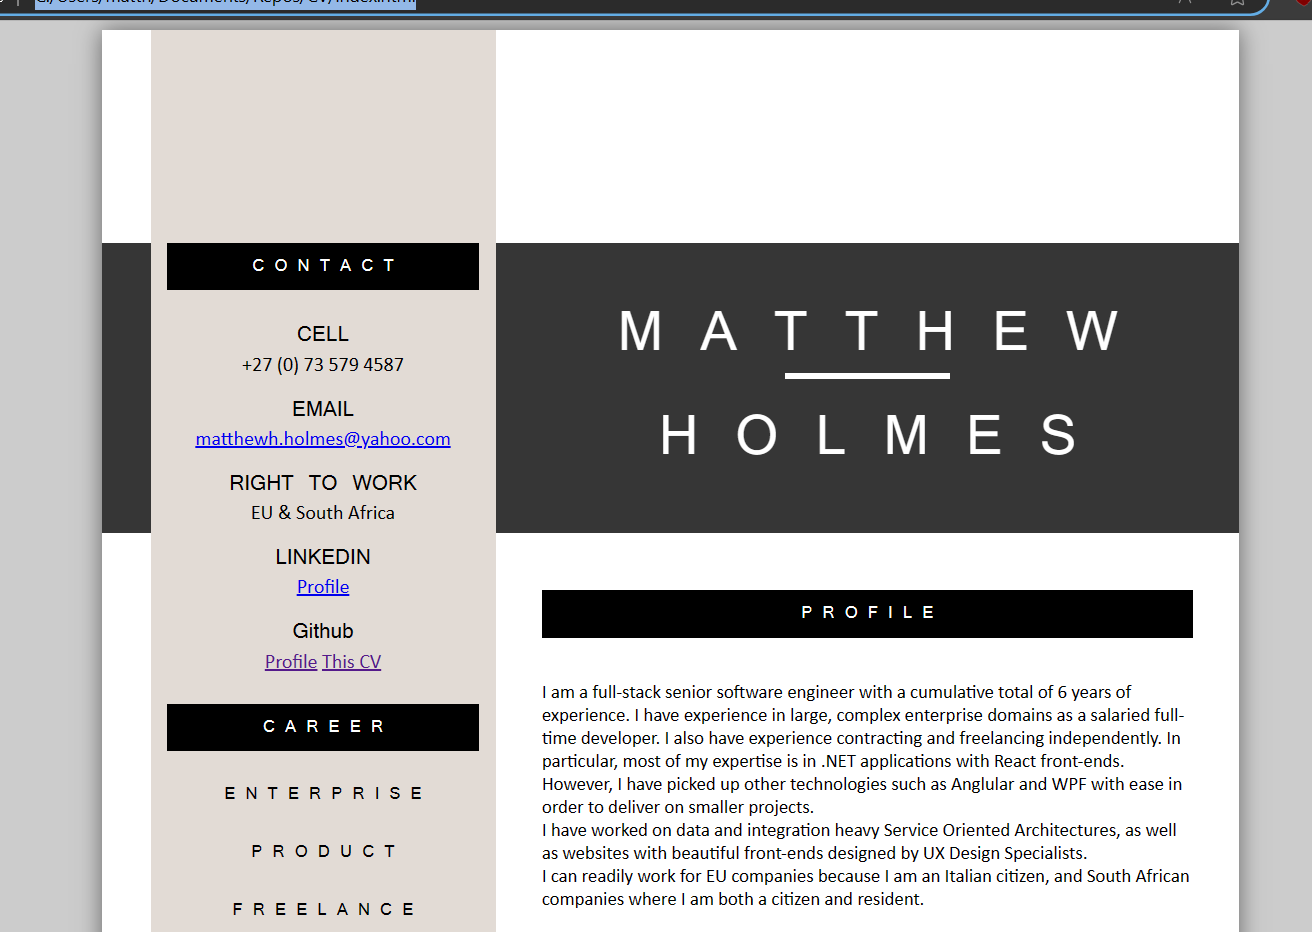 C:/Users/matth/Documents/Repos/CV/index.html
CONTACT
CELL
+27 (0) 73 579 4587
EMAIL
matthewh.holmes@yahoo.com
RIGHT TO WORK
EU & South Africa
LINKEDIN
Profile
Github
Profile This CV
CAREER
ENTERPRISE
PRODUCT
FREELANCE
MATTHEW
HOLMES
PROFILE
I am a full-stack senior software engineer with a cumulative total of 6 years of
experience. I have experience in large, complex enterprise domains as a salaried full-
time developer. I also have experience contracting and freelancing independently. In
particular, most of my expertise is in .NET applications with React front-ends.
However, I have picked up other technologies such as Anglular and WPF with ease in
order to deliver on smaller projects.
I have worked on data and integration heavy Service Oriented Architectures, as well
as websites with beautiful front-ends designed by UX Design Specialists.
I can readily work for EU companies because I am an Italian citizen, and South African
companies where I am both a citizen and resident.